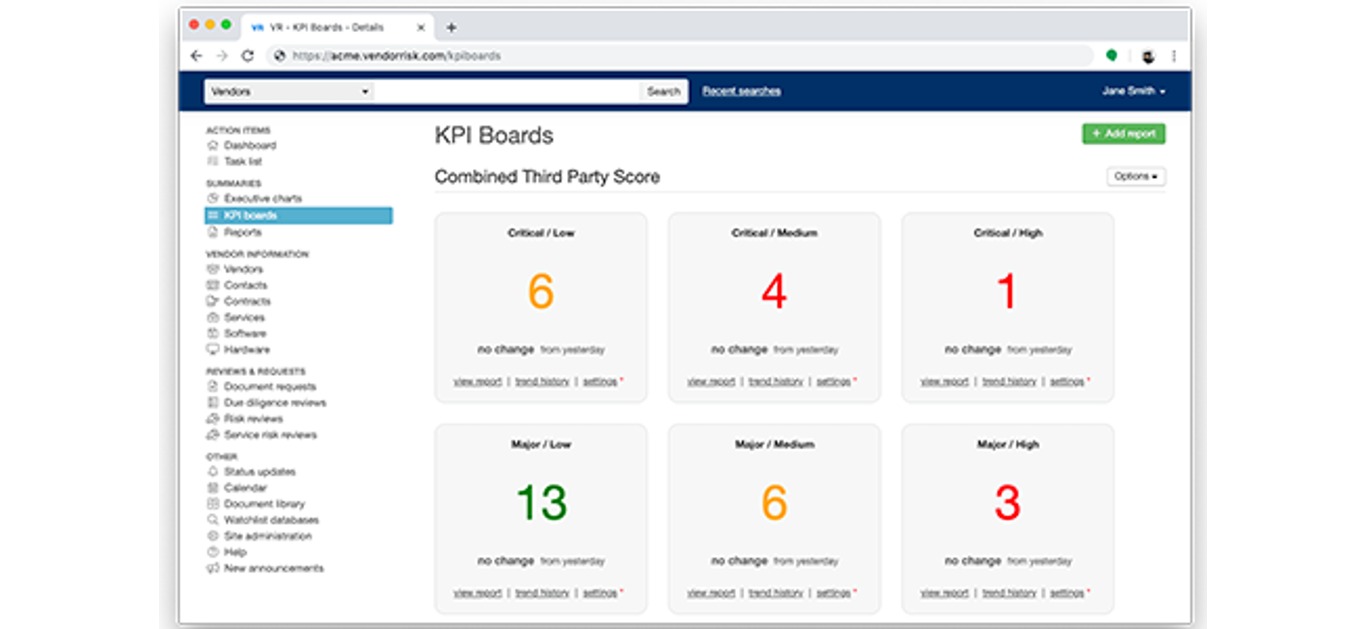 VR VR - KPI Boards - Details
https://acme.vendorrisk.com/kpiboards
Vendors Search Recent searches Jane Smith
ACTION ITEMS
Dashboard
Task list
SUMMARIES
Executive charts
KPI boards
Reports
VENDOR INFORMATION
Vendors
Contacts
Contracts
Services
Software
Hardware
REVIEWS & REQUESTS
Document requests
Due diligence reviews
Risk reviews
Service risk reviews
OTHER
Status updates
Calendar
Document library
Watchlist databases
Site administration
Help
New announcements
KPI Boards
+ Add report
Combined Third Party Score
Options
Critical / Low
6
no change from yesterday
view report | trend history | settings *
Critical / Medium
4
no change from yesterday
view report | trend history | settings *
Critical / High
1
no change from yesterday
view report | trend history | settings *
Major / Low
13
no change from yesterday
view report | trend history | settings *
Major / Medium
6
no change from yesterday
view report | trend history | settings *
Major / High
3
no change from yesterday
view report | trend history | settings *